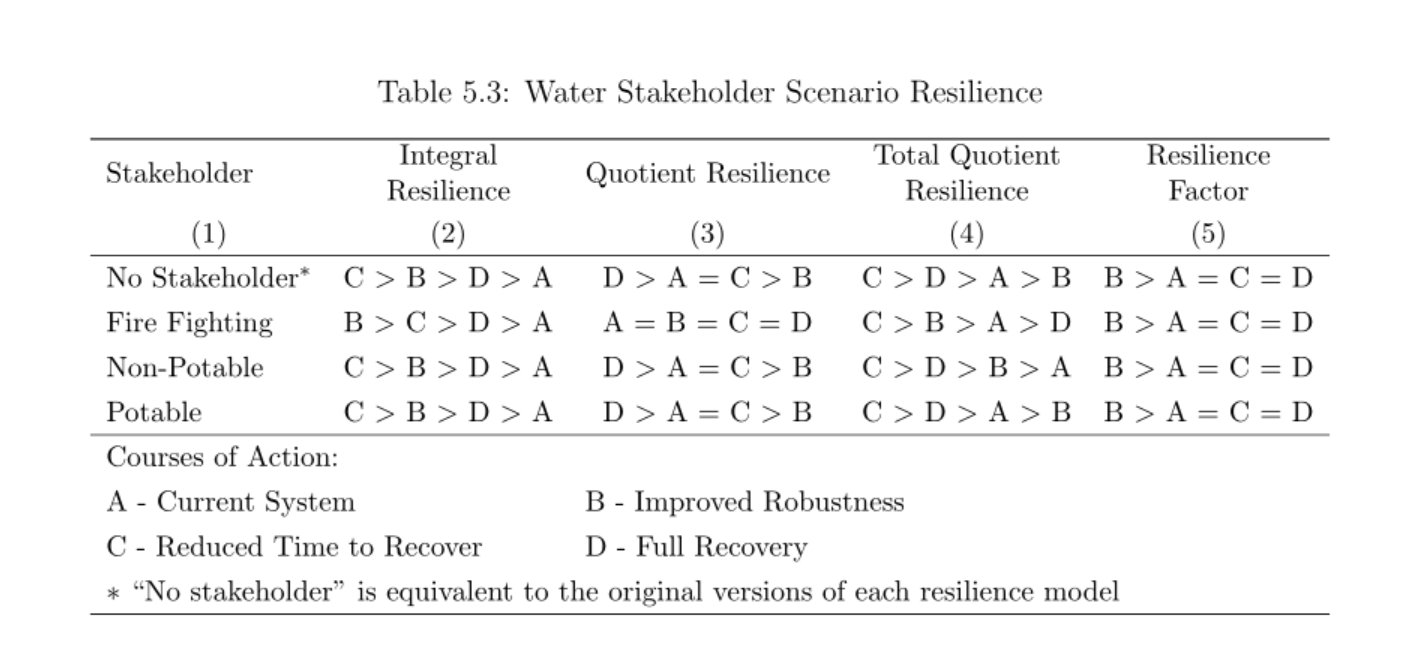 Table 5.3: Water Stakeholder Scenario Resilience
Stakeholder Integral Resilience Quotient Resilience Total Quotient Resilience Resilience Factor
(1) (2) (3) (4) (5)
No Stakeholder* C > B > D > A D > A = C > B C > D > A > B B > A = C = D
Fire Fighting B > C > D > A A = B = C = D C > B > A > D B > A = C = D
Non-Potable C > B > D > A D > A = C > B C > D > B > A B > A = C = D
Potable C > B > D > A D > A = C > B C > D > A > B B > A = C = D
Courses of Action:
A - Current System B - Improved Robustness
C - Reduced Time to Recover D - Full Recovery
* “No stakeholder” is equivalent to the original versions of each resilience model